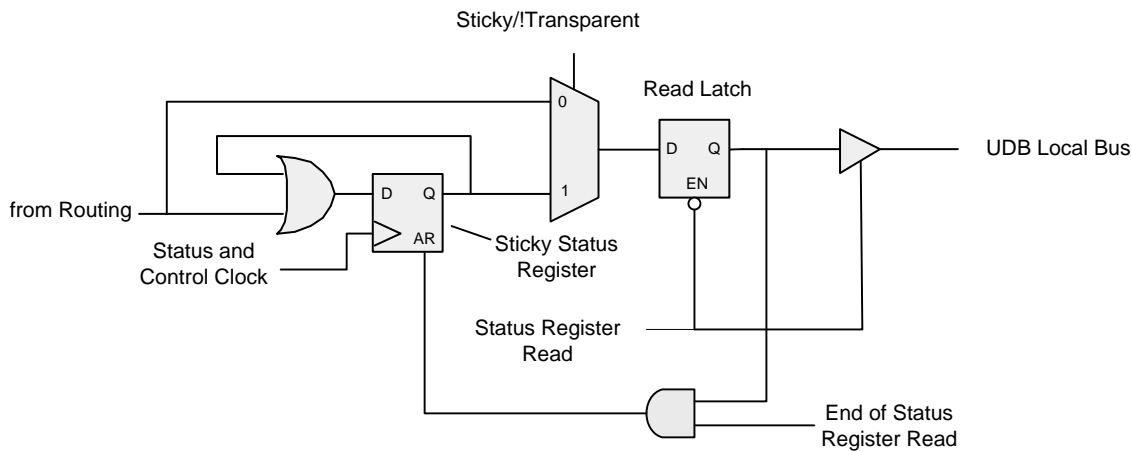 Sticky/!Transparent
Read Latch
0
D
Q
EN
UDB Local Bus
1
D
Q
AR
from Routing
Status and
Control Clock
Sticky Status
Register
Status Register
Read
End of Status
Register Read